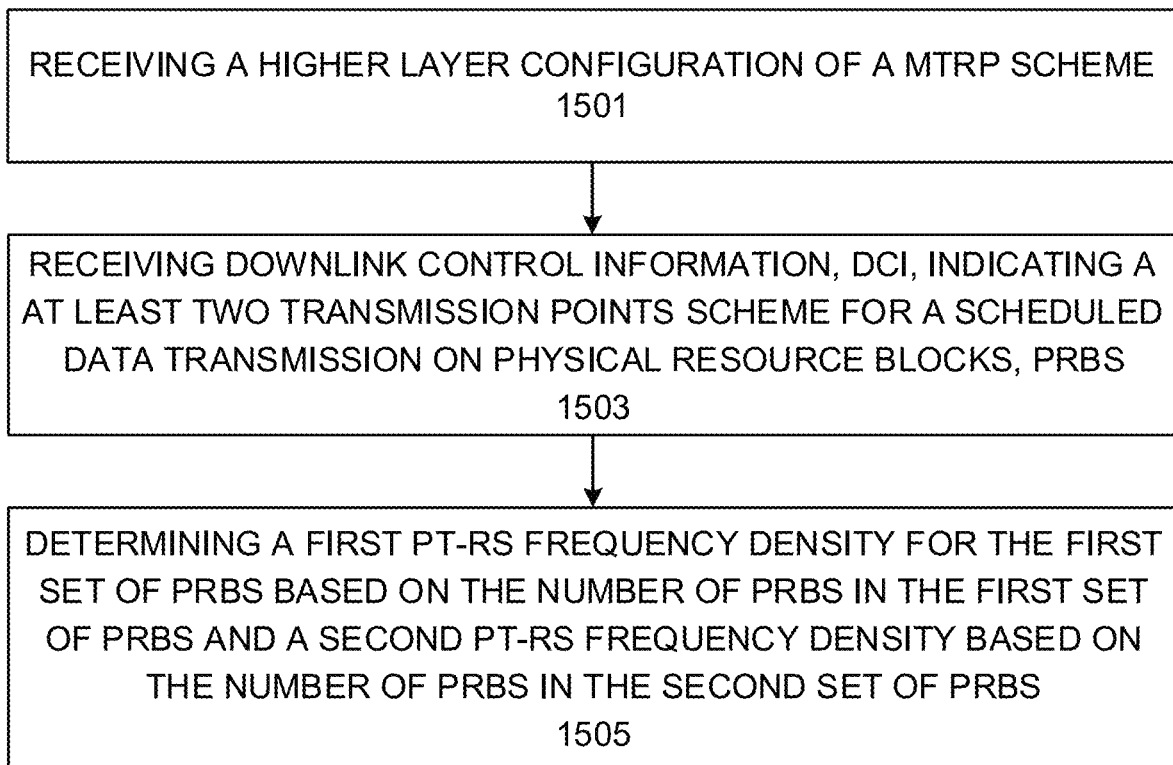 RECEIVING A HIGHER LAYER CONFIGURATION OF A MTRP SCHEME
1501
RECEIVING DOWNLINK CONTROL INFORMATION, DCI, INDICATING A
AT LEAST TWO TRANSMISSION POINTS SCHEME FOR A SCHEDULED
DATA TRANSMISSION ON PHYSICAL RESOURCE BLOCKS, PRBS
1503
DETERMINING A FIRST PT-RS FREQUENCY DENSITY FOR THE FIRST
SET OF PRBS BASED ON THE NUMBER OF PRBS IN THE FIRST SET
OF PRBS AND A SECOND PT-RS FREQUENCY DENSITY BASED ON
THE NUMBER OF PRBS IN THE SECOND SET OF PRBS
1505